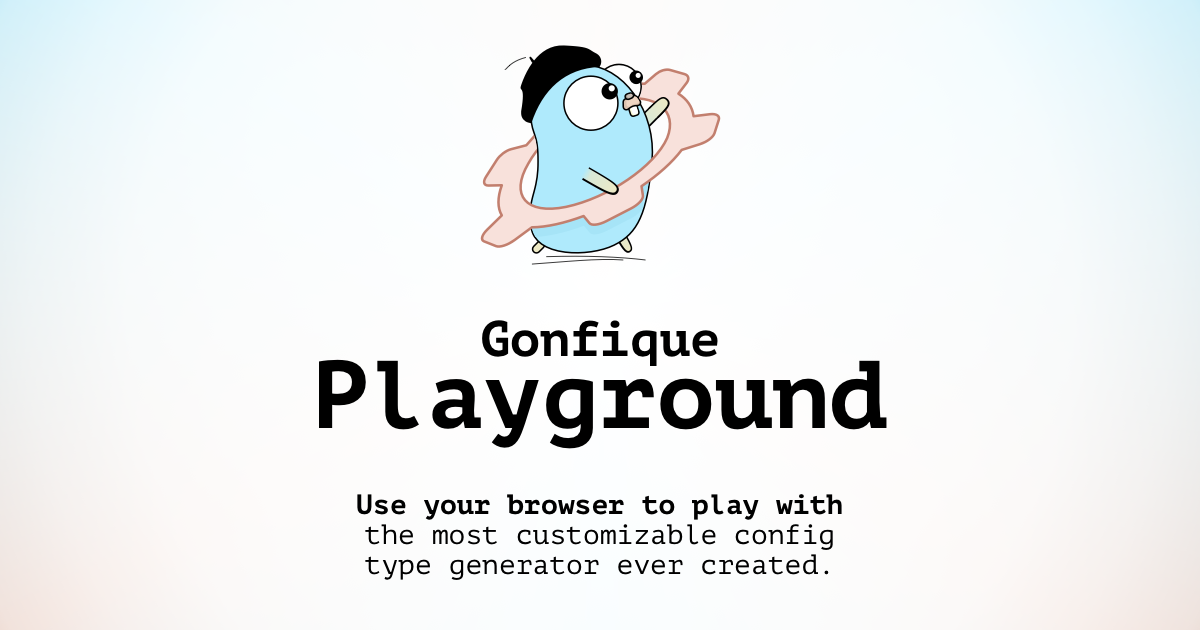 Gonfique
Playground
Use your browser to play with
the most customizable config
type generator ever created.